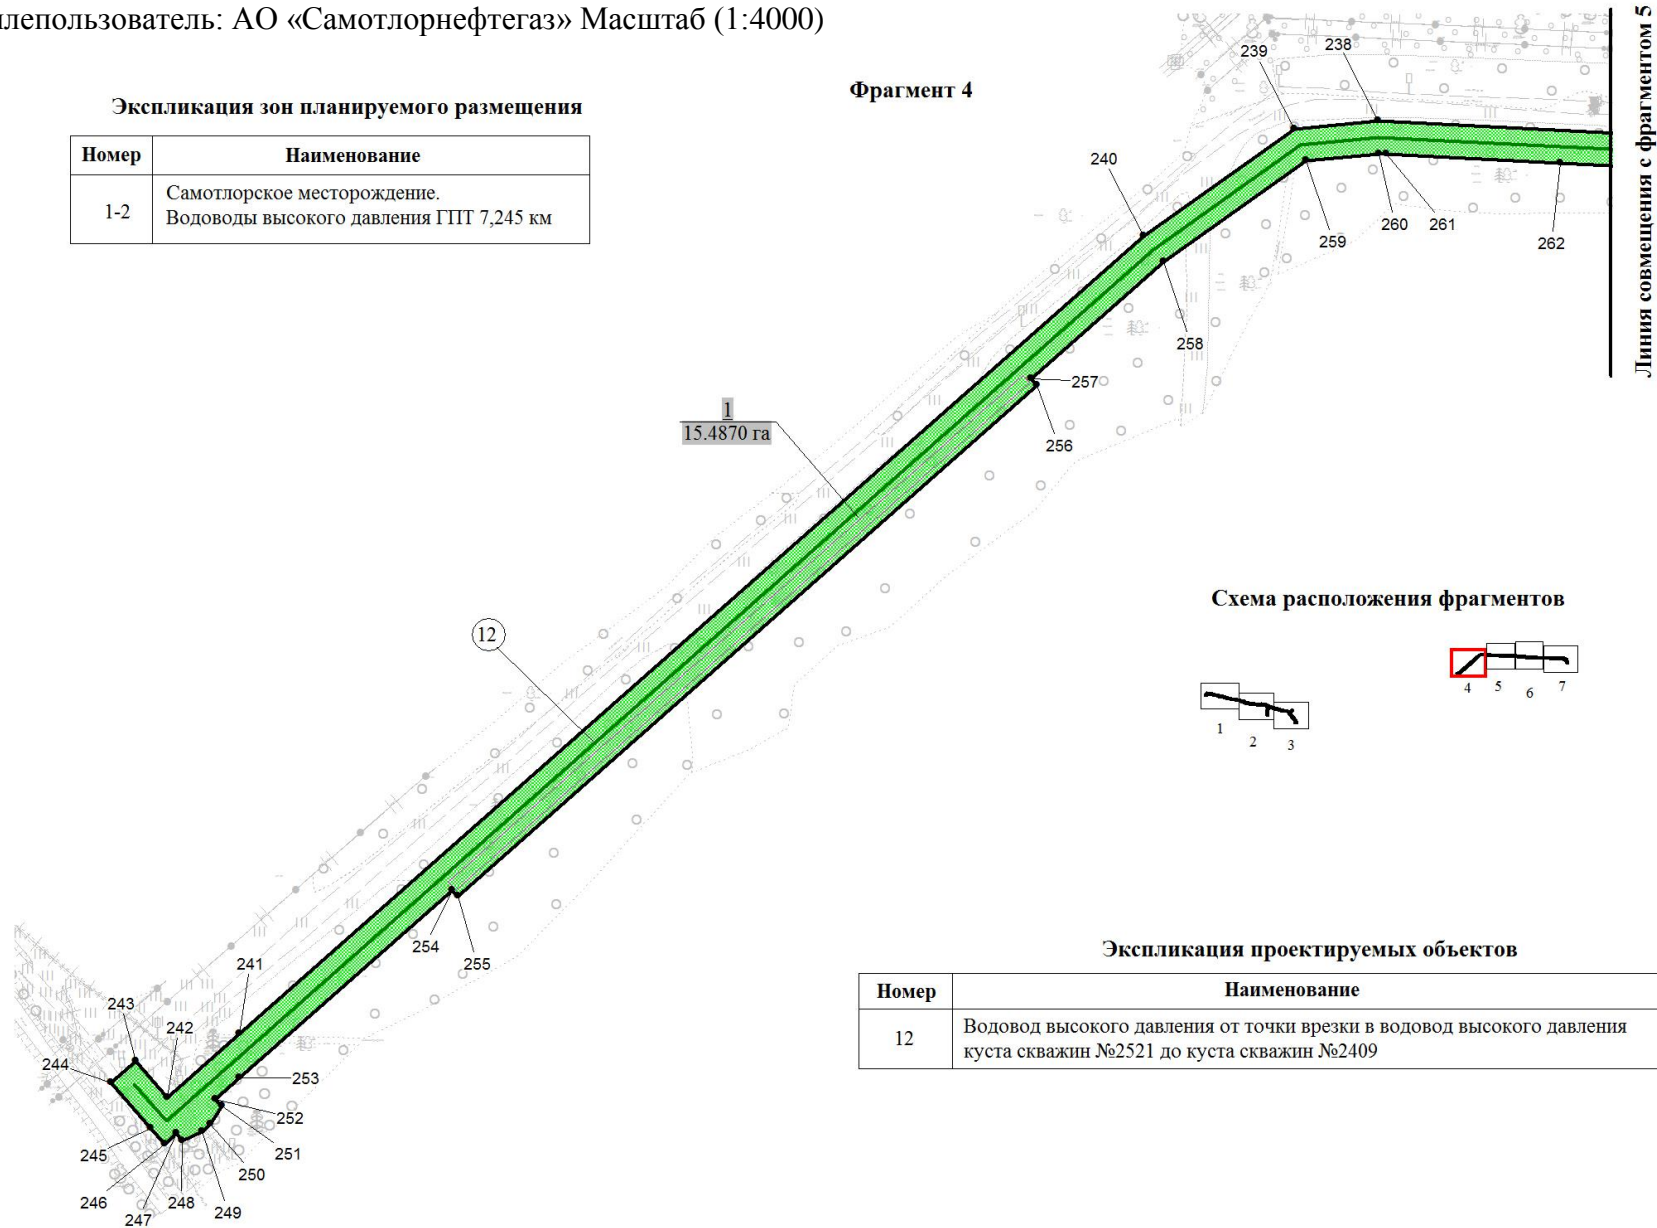 лепользователь: АО «Самотлорнефтегаз» Масштаб (1:4000)
Фрагмент 4
Экспликация зон планируемого размещения
Номер Наименование
1-2 Самотлорское месторождение.
Водоводы высокого давления ГПТ 7,245 км
239
238
240
259
260
261
262
258
257
256
Линия совмещения с фрагментом 5
1
15.4870 га
12
Схема расположения фрагментов
4
5
6
7
1
2
3
254
255
241
243
242
244
253
252
251
250
245
246
247
248
249
Экспликация проектируемых объектов
Номер Наименование
12 Водовод высокого давления от точки врезки в водовод высокого давления
куста скважин №2521 до куста скважин №2409